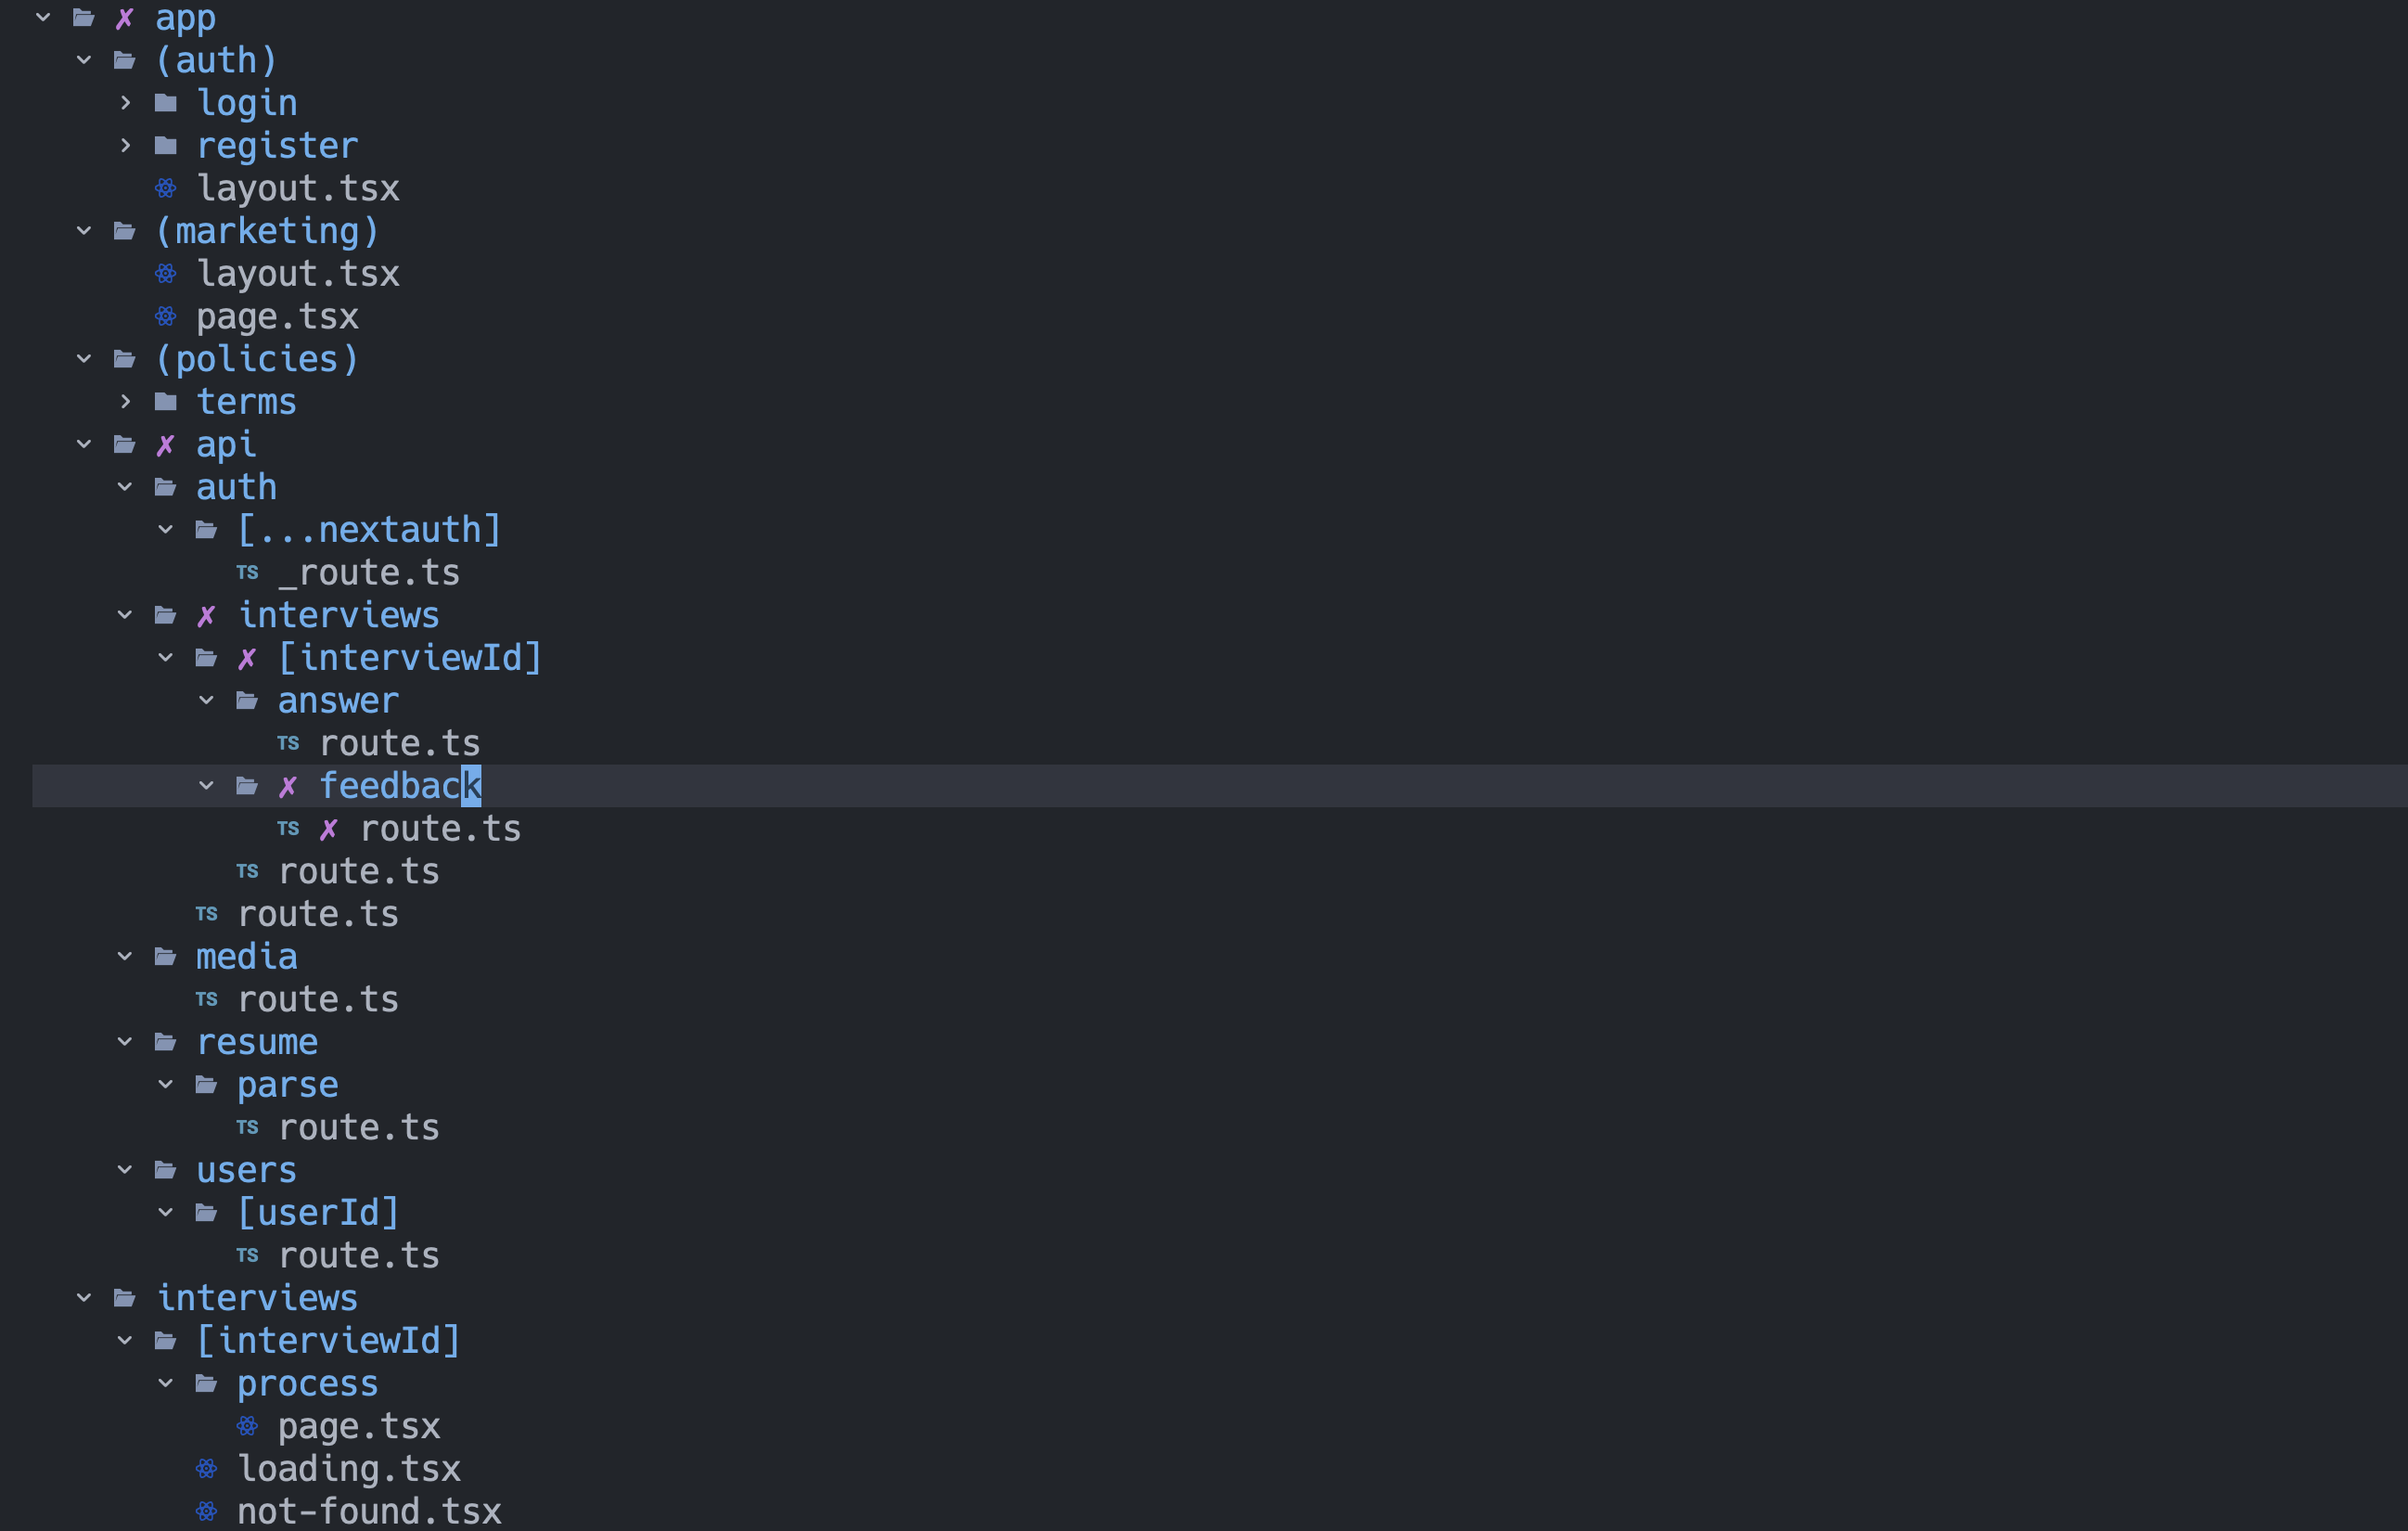 ✗ app
(auth)
login
register
layout.tsx
(marketing)
layout.tsx
page.tsx
(policies)
terms
✗ api
auth
[...nextauth]
TS _route.ts
✗ interviews
✗ [interviewId]
answer
TS route.ts
✗ feedback
TS ✗ route.ts
TS route.ts
TS route.ts
media
TS route.ts
resume
parse
TS route.ts
users
[userId]
TS route.ts
interviews
[interviewId]
process
page.tsx
loading.tsx
not-found.tsx